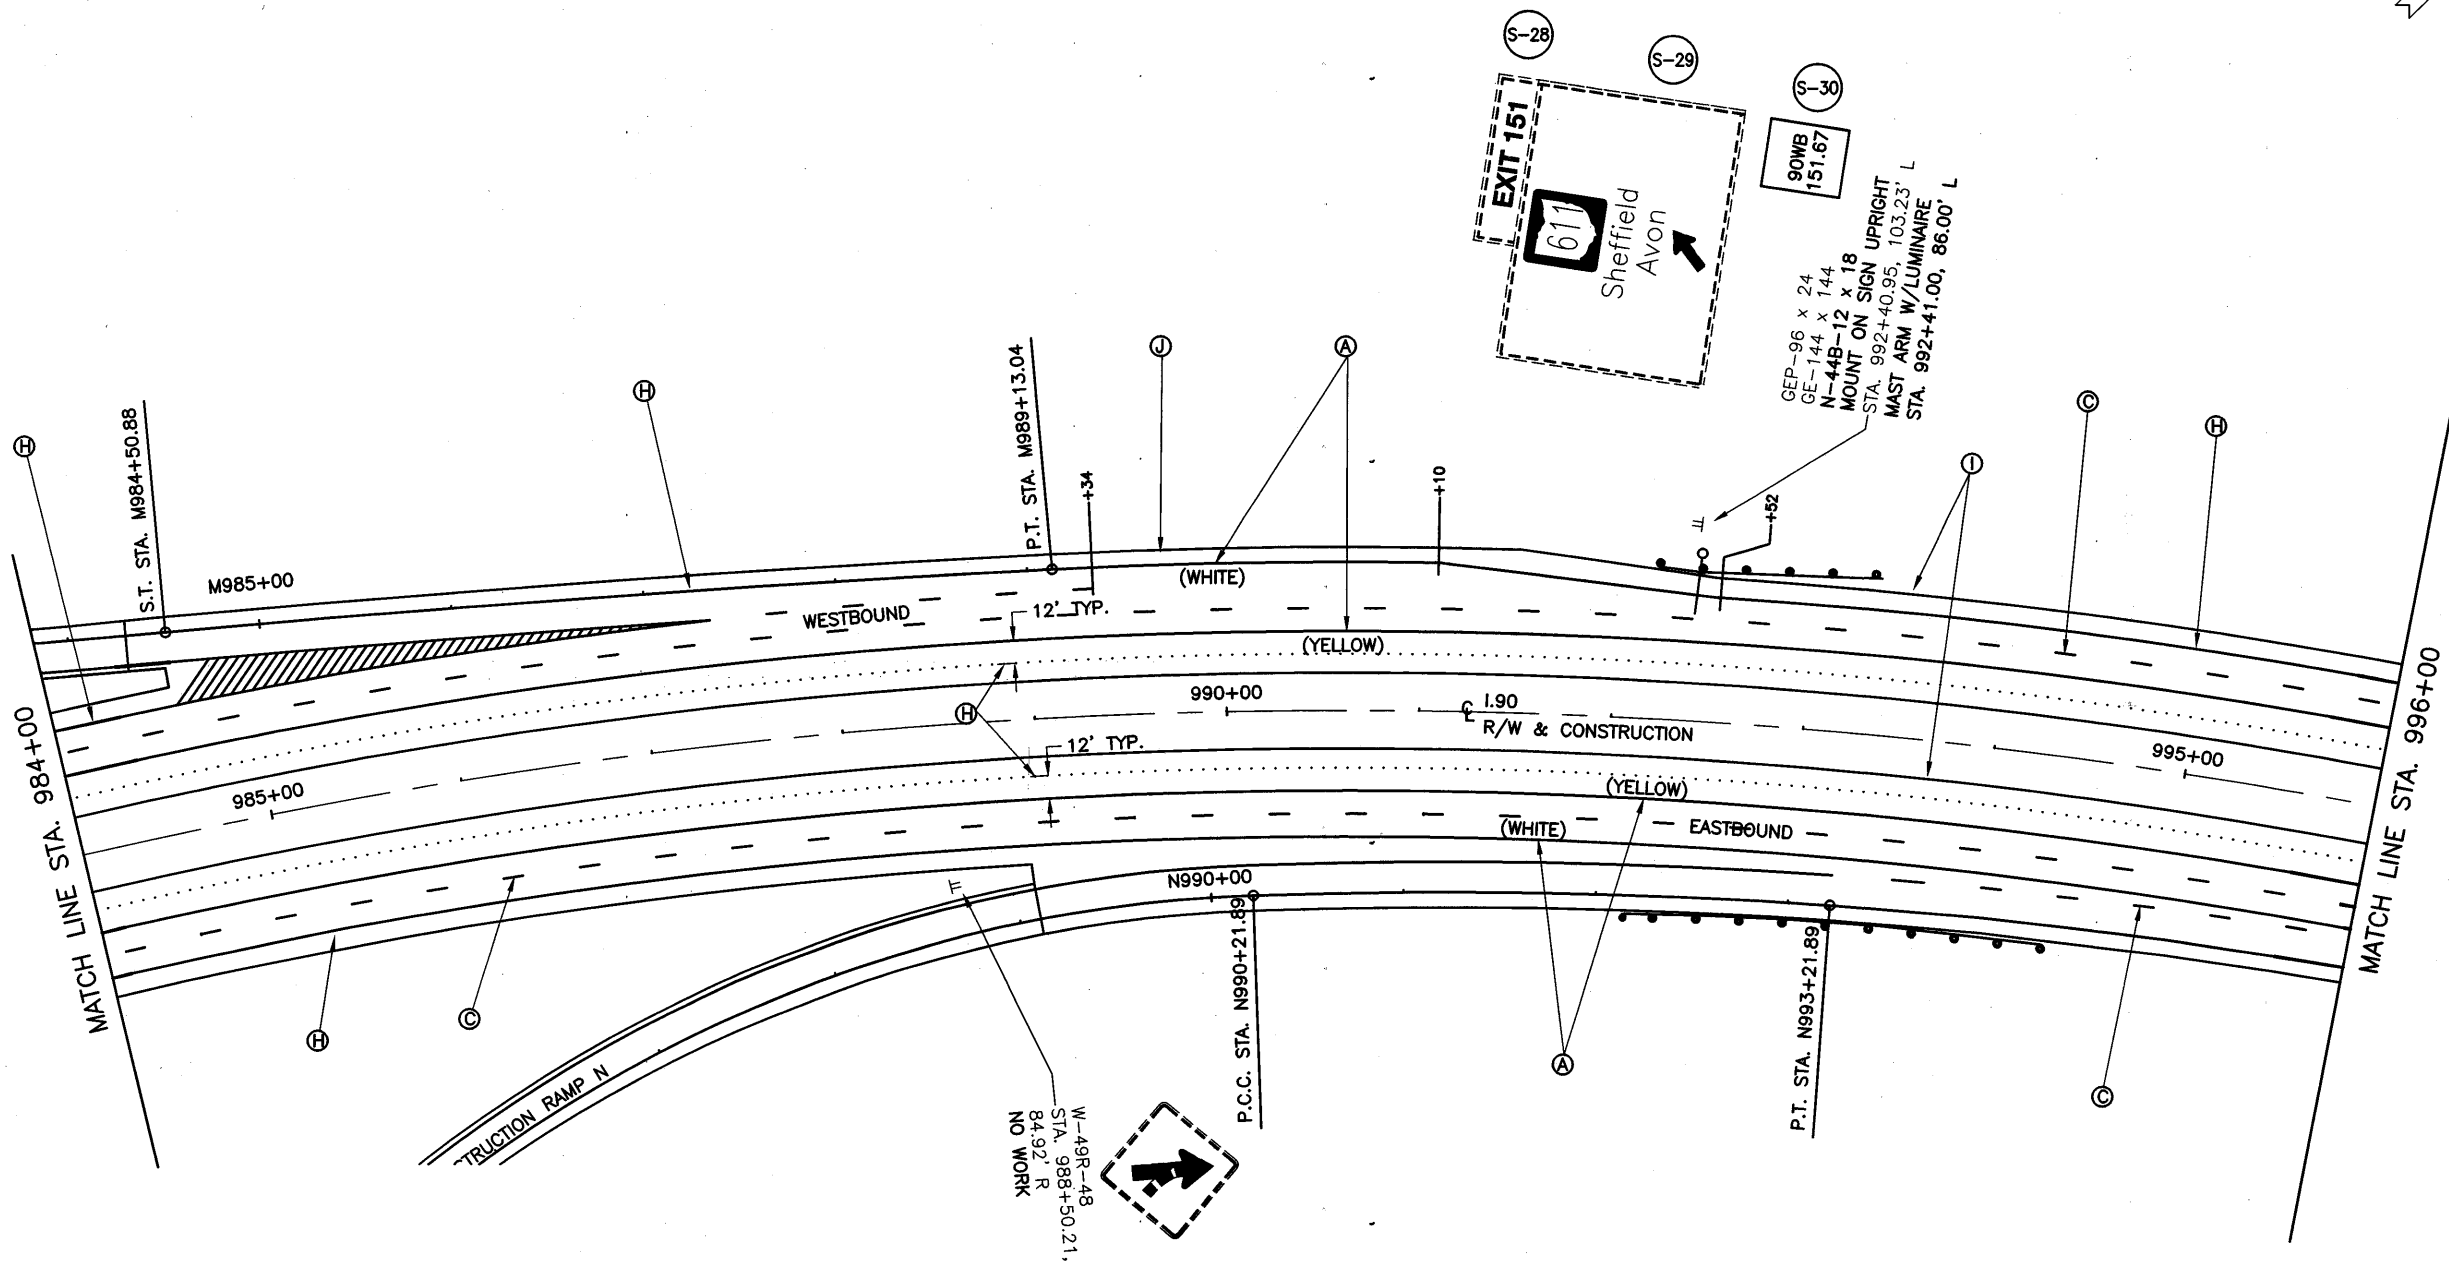 S-28
S-29
S-30
EXIT 151
611
Sheffield
Avon
90WB
151.67
GEP-96 x 24
GE-144 x 144
N-44B-12 x 18
MOUNT ON SIGN UPRIGHT
STA. 992+40.95, 103.23' L
MAST ARM W/LUMINAIRE
STA. 992+41.00, 86.00' L
H
S.T. STA. M984+50.88
H
P.T. STA. M989+13.04
+34
J
A
+10
+52
I
C
H
M985+00
WESTBOUND
12' TYP.
(WHITE)
(YELLOW)
H
990+00
℄ I.90
R/W & CONSTRUCTION
12' TYP.
985+00
995+00
(YELLOW)
(WHITE)
EASTBOUND
N990+00
MATCH LINE STA. 984+00
MATCH LINE STA. 996+00
H
C
P.C.C. STA. N990+21.89
P.T. STA. N993+21.89
A
C
TRUCTION RAMP N
W-49R-48
STA. 988+50.21,
84.92' R
NO WORK